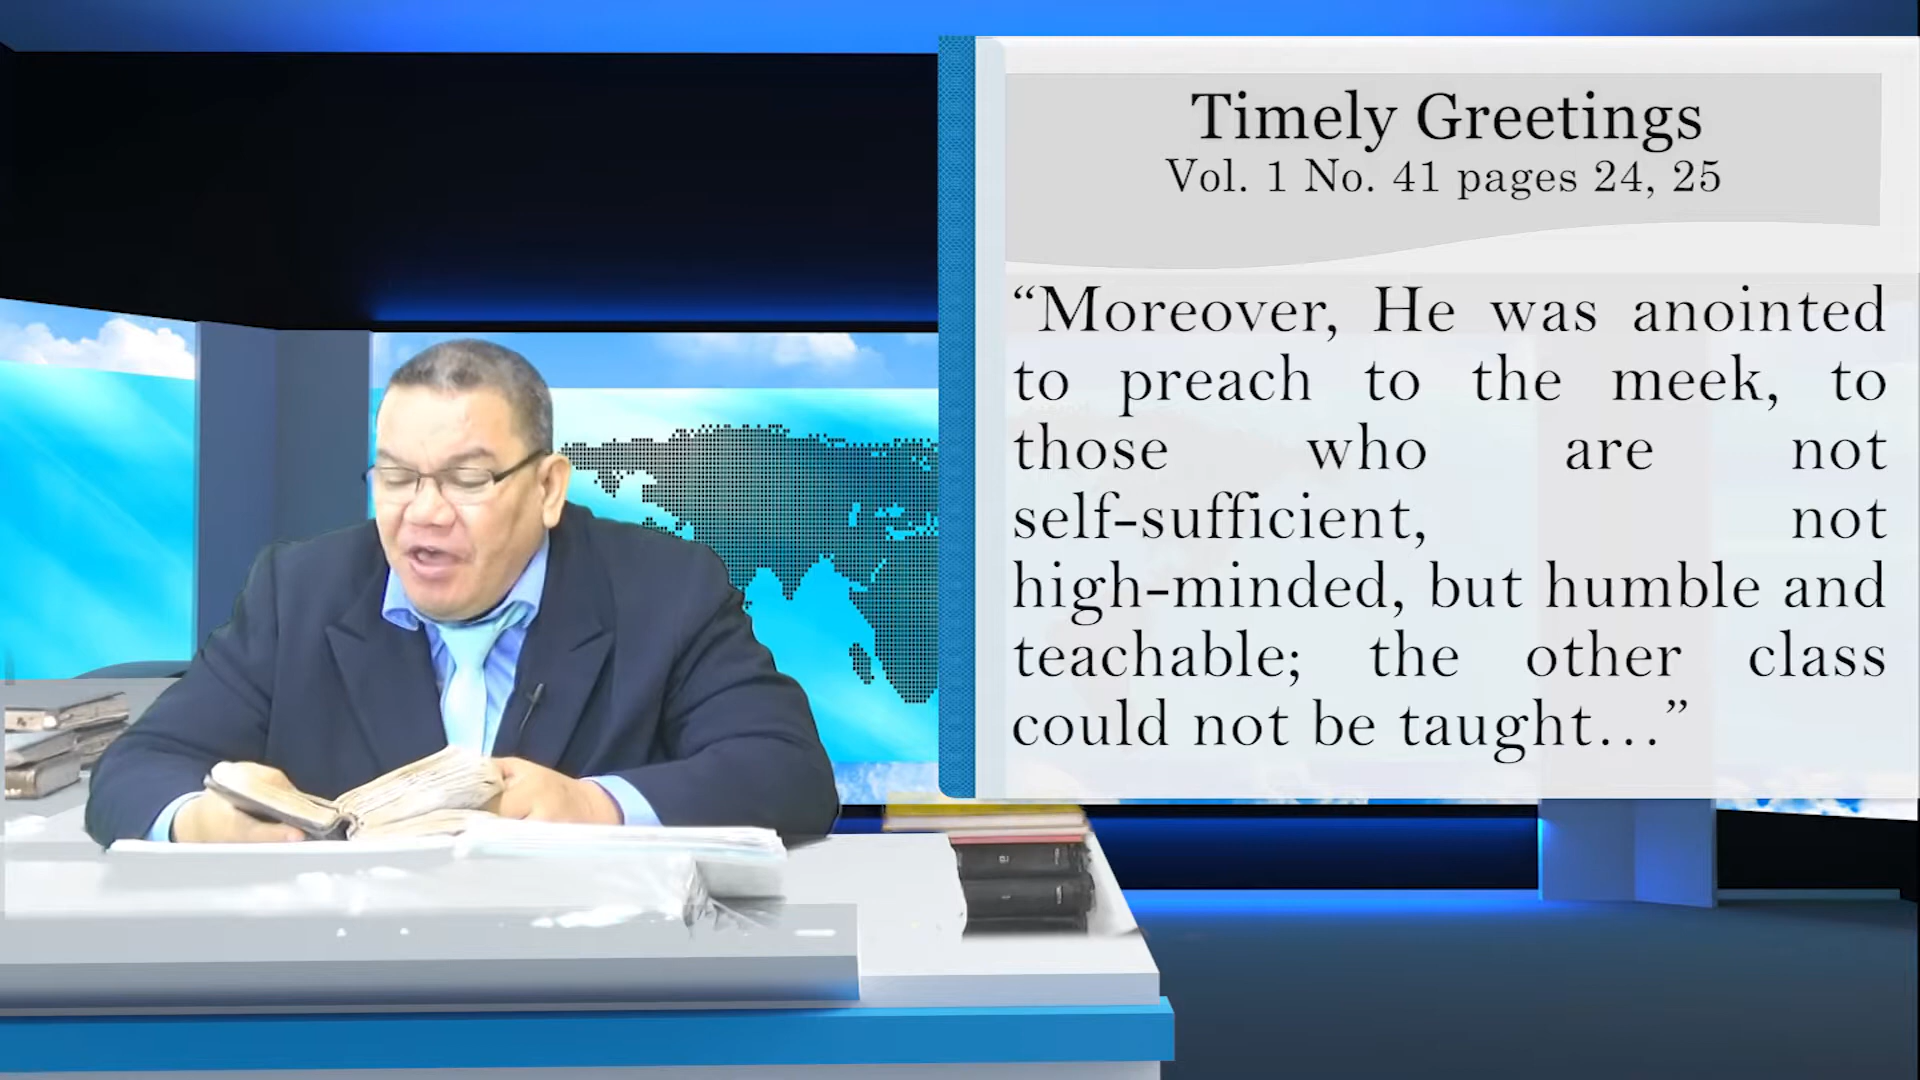 Timely Greetings
Vol. 1 No. 41 pages 24, 25
“Moreover, He was anointed
to preach to the meek, to
those who are not
self-sufficient, not
high-minded, but humble and
teachable; the other class
could not be taught…”